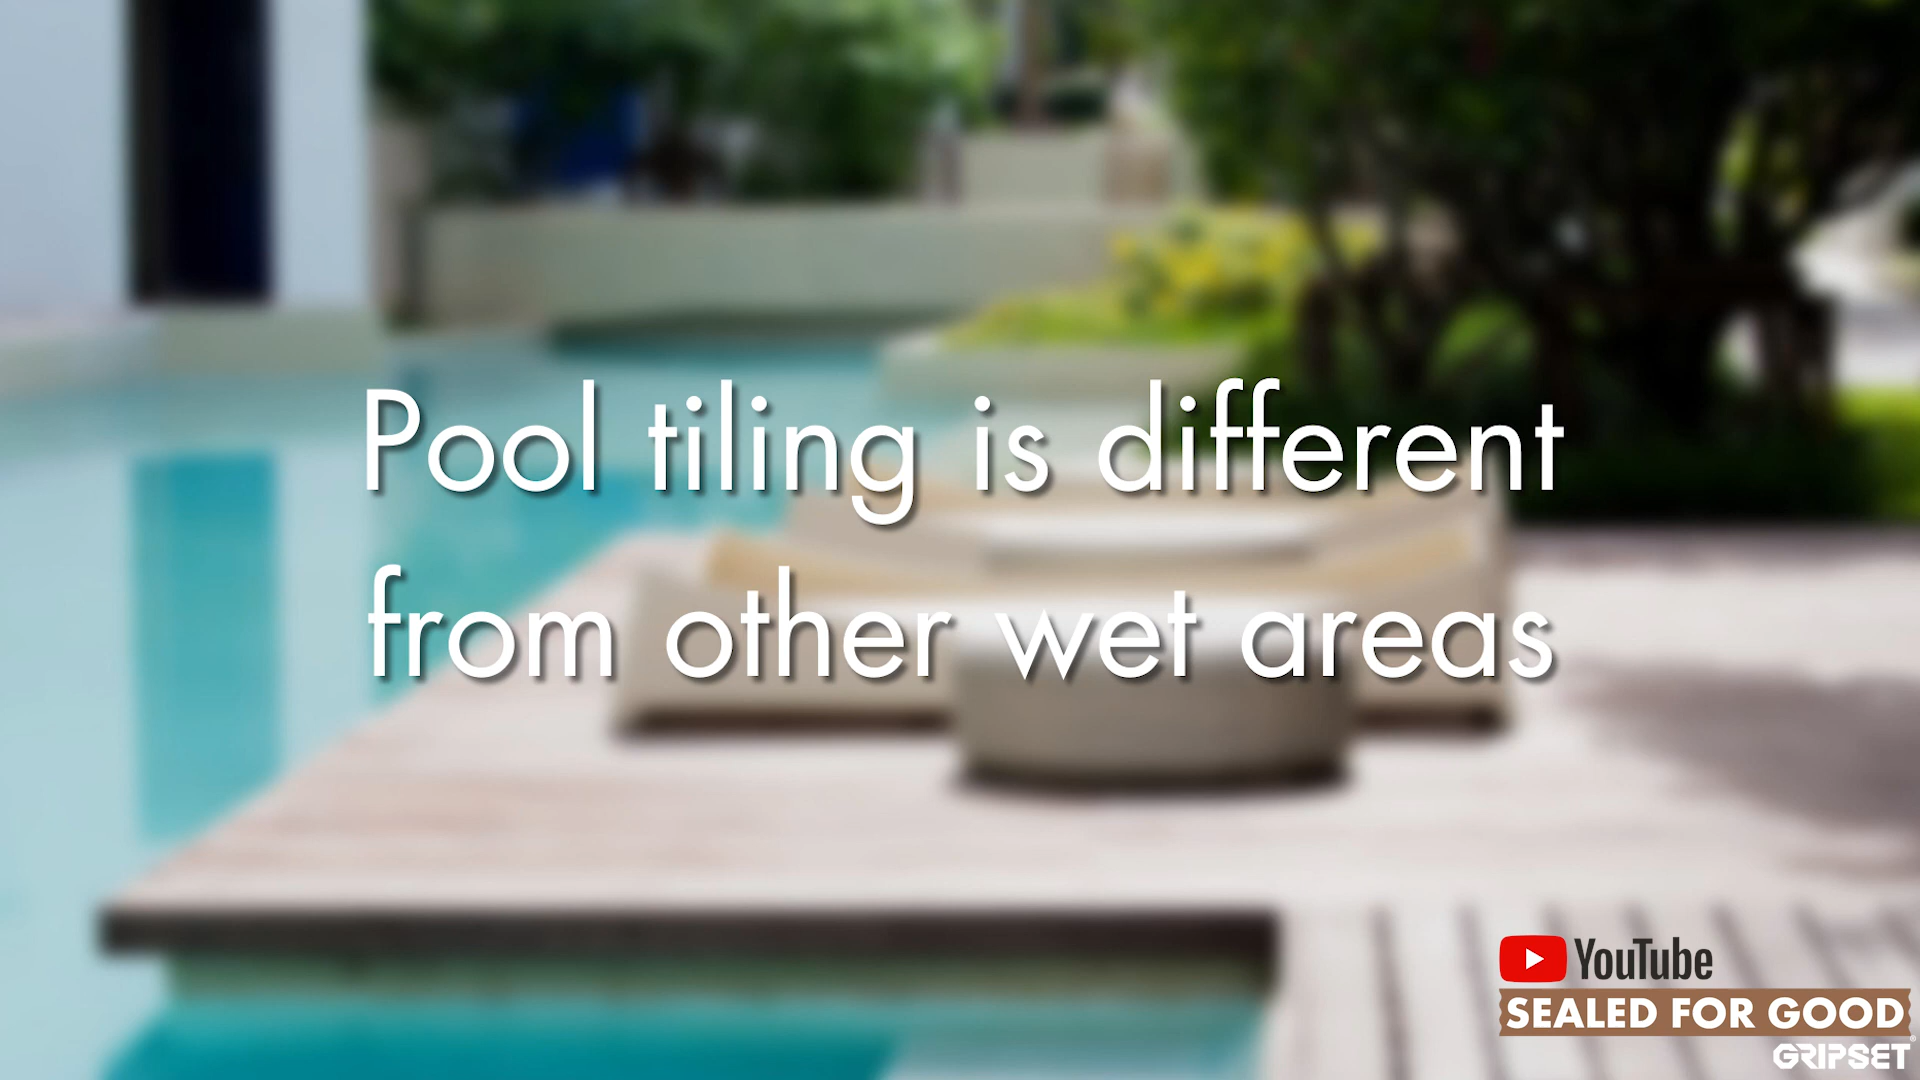 Pool tiling is different
from other wet areas
YouTube
SEALED FOR GOOD
GRIPSET®